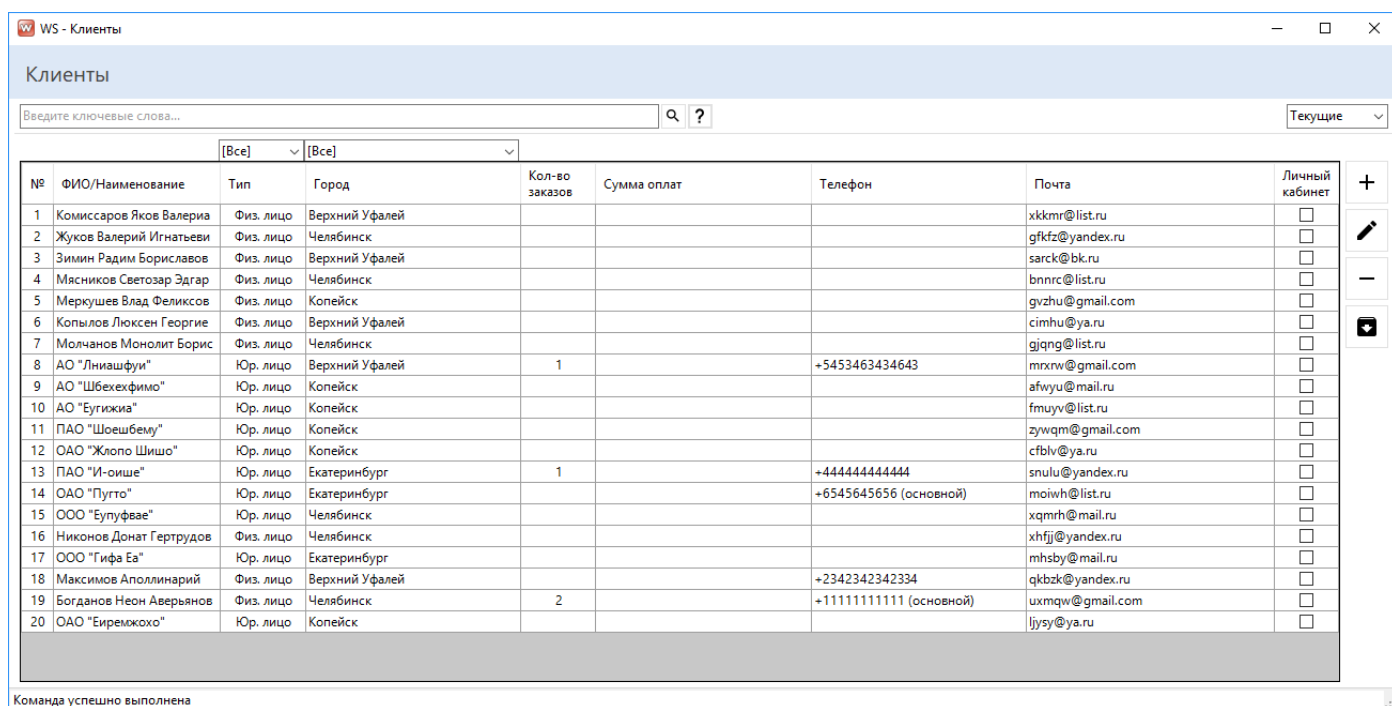 WS - Клиенты
Клиенты
Введите ключевые слова...
?
Текущие
[Все] [Все]
№ ФИО/Наименование Тип Город Кол-во заказов Сумма оплат Телефон Почта Личный кабинет
1 Комиссаров Яков Валериа Физ. лицо Верхний Уфалей xkkmr@list.ru
2 Жуков Валерий Игнатьеви Физ. лицо Челябинск gfkfz@yandex.ru
3 Зимин Радим Бориславов Физ. лицо Верхний Уфалей sarck@bk.ru
4 Мясников Светозар Эдгар Физ. лицо Челябинск bnnrc@list.ru
5 Меркушев Влад Феликсов Физ. лицо Копейск gvzhu@gmail.com
6 Копылов Люксен Георгие Физ. лицо Верхний Уфалей cimhu@ya.ru
7 Молчанов Монолит Борис Физ. лицо Челябинск gjqng@list.ru
8 АО "Лниашфуи" Юр. лицо Верхний Уфалей 1 +5453463434643 mrxrw@gmail.com
9 АО "Шбехехфимо" Юр. лицо Копейск afwyu@mail.ru
10 АО "Еугижиа" Юр. лицо Копейск fmuyv@list.ru
11 ПАО "Шоешбему" Юр. лицо Копейск zywqm@gmail.com
12 ОАО "Жлопо Шишо" Юр. лицо Копейск cfblv@ya.ru
13 ПАО "И-оише" Юр. лицо Екатеринбург 1 +444444444444 snulu@yandex.ru
14 ОАО "Пугто" Юр. лицо Екатеринбург +6545645656 (основной) moiwh@list.ru
15 ООО "Еупуфвае" Юр. лицо Челябинск xqmrh@mail.ru
16 Никонов Донат Гертрудов Физ. лицо Челябинск xhfjj@yandex.ru
17 ООО "Гифа Еа" Юр. лицо Екатеринбург mhsby@mail.ru
18 Максимов Аполлинарий Физ. лицо Верхний Уфалей +2342342342334 qkbzk@yandex.ru
19 Богданов Неон Аверьянов Физ. лицо Челябинск 2 +11111111111 (основной) uxmqw@gmail.com
20 ОАО "Еиремжохо" Юр. лицо Копейск ljysy@ya.ru
Команда успешно выполнена